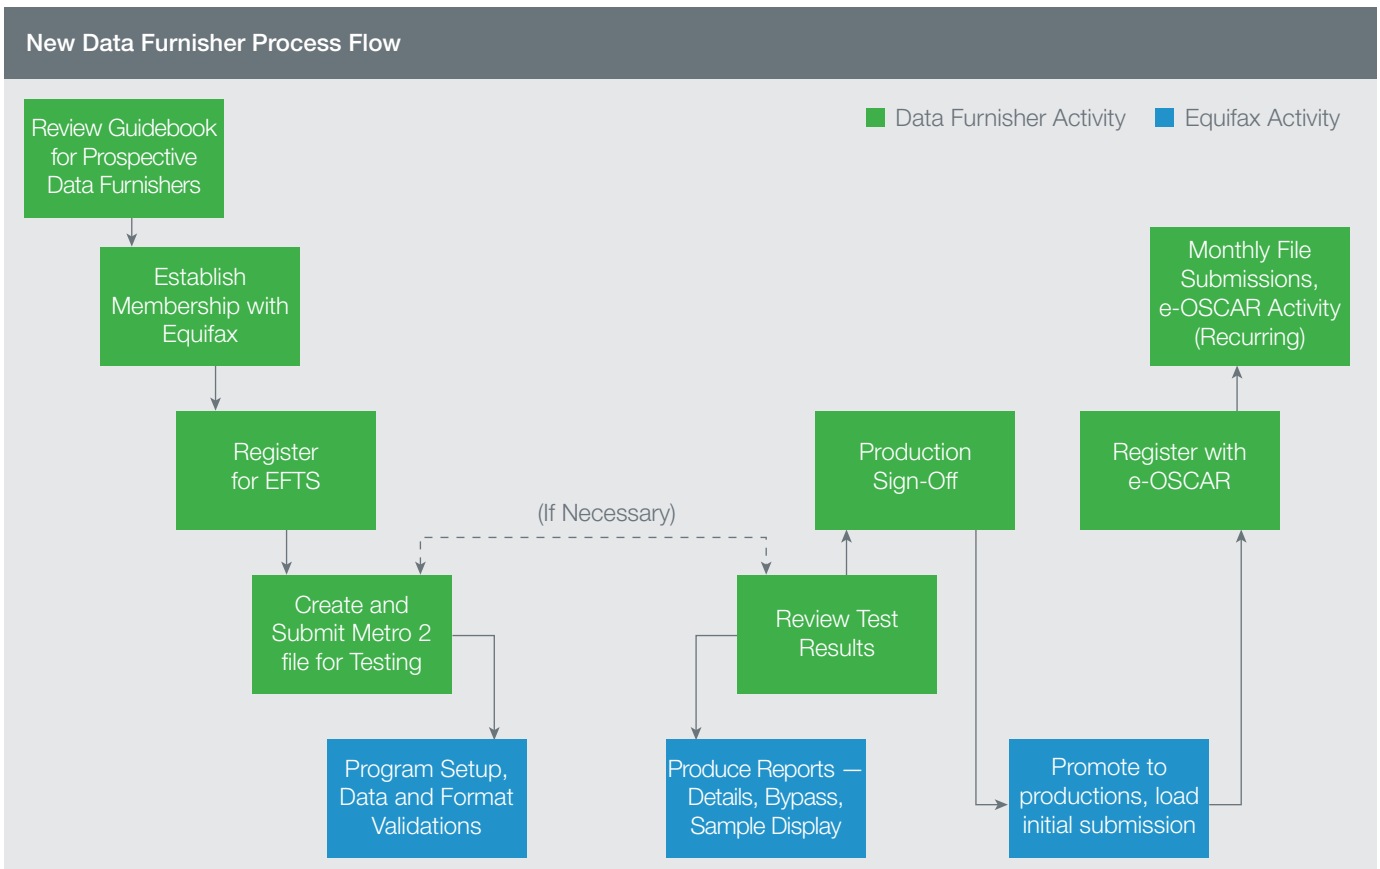 New Data Furnisher Process Flow
Data Furnisher Activity
Equifax Activity
Review Guidebook
for Prospective
Data Furnishers
Establish
Membership with
Equifax
Register
for EFTS
(If Necessary)
Create and
Submit Metro 2
file for Testing
Program Setup,
Data and Format
Validations
Review Test
Results
Produce Reports —
Details, Bypass,
Sample Display
Production
Sign-Off
Promote to
productions, load
initial submission
Register with
e-OSCAR
Monthly File
Submissions,
e-OSCAR Activity
(Recurring)